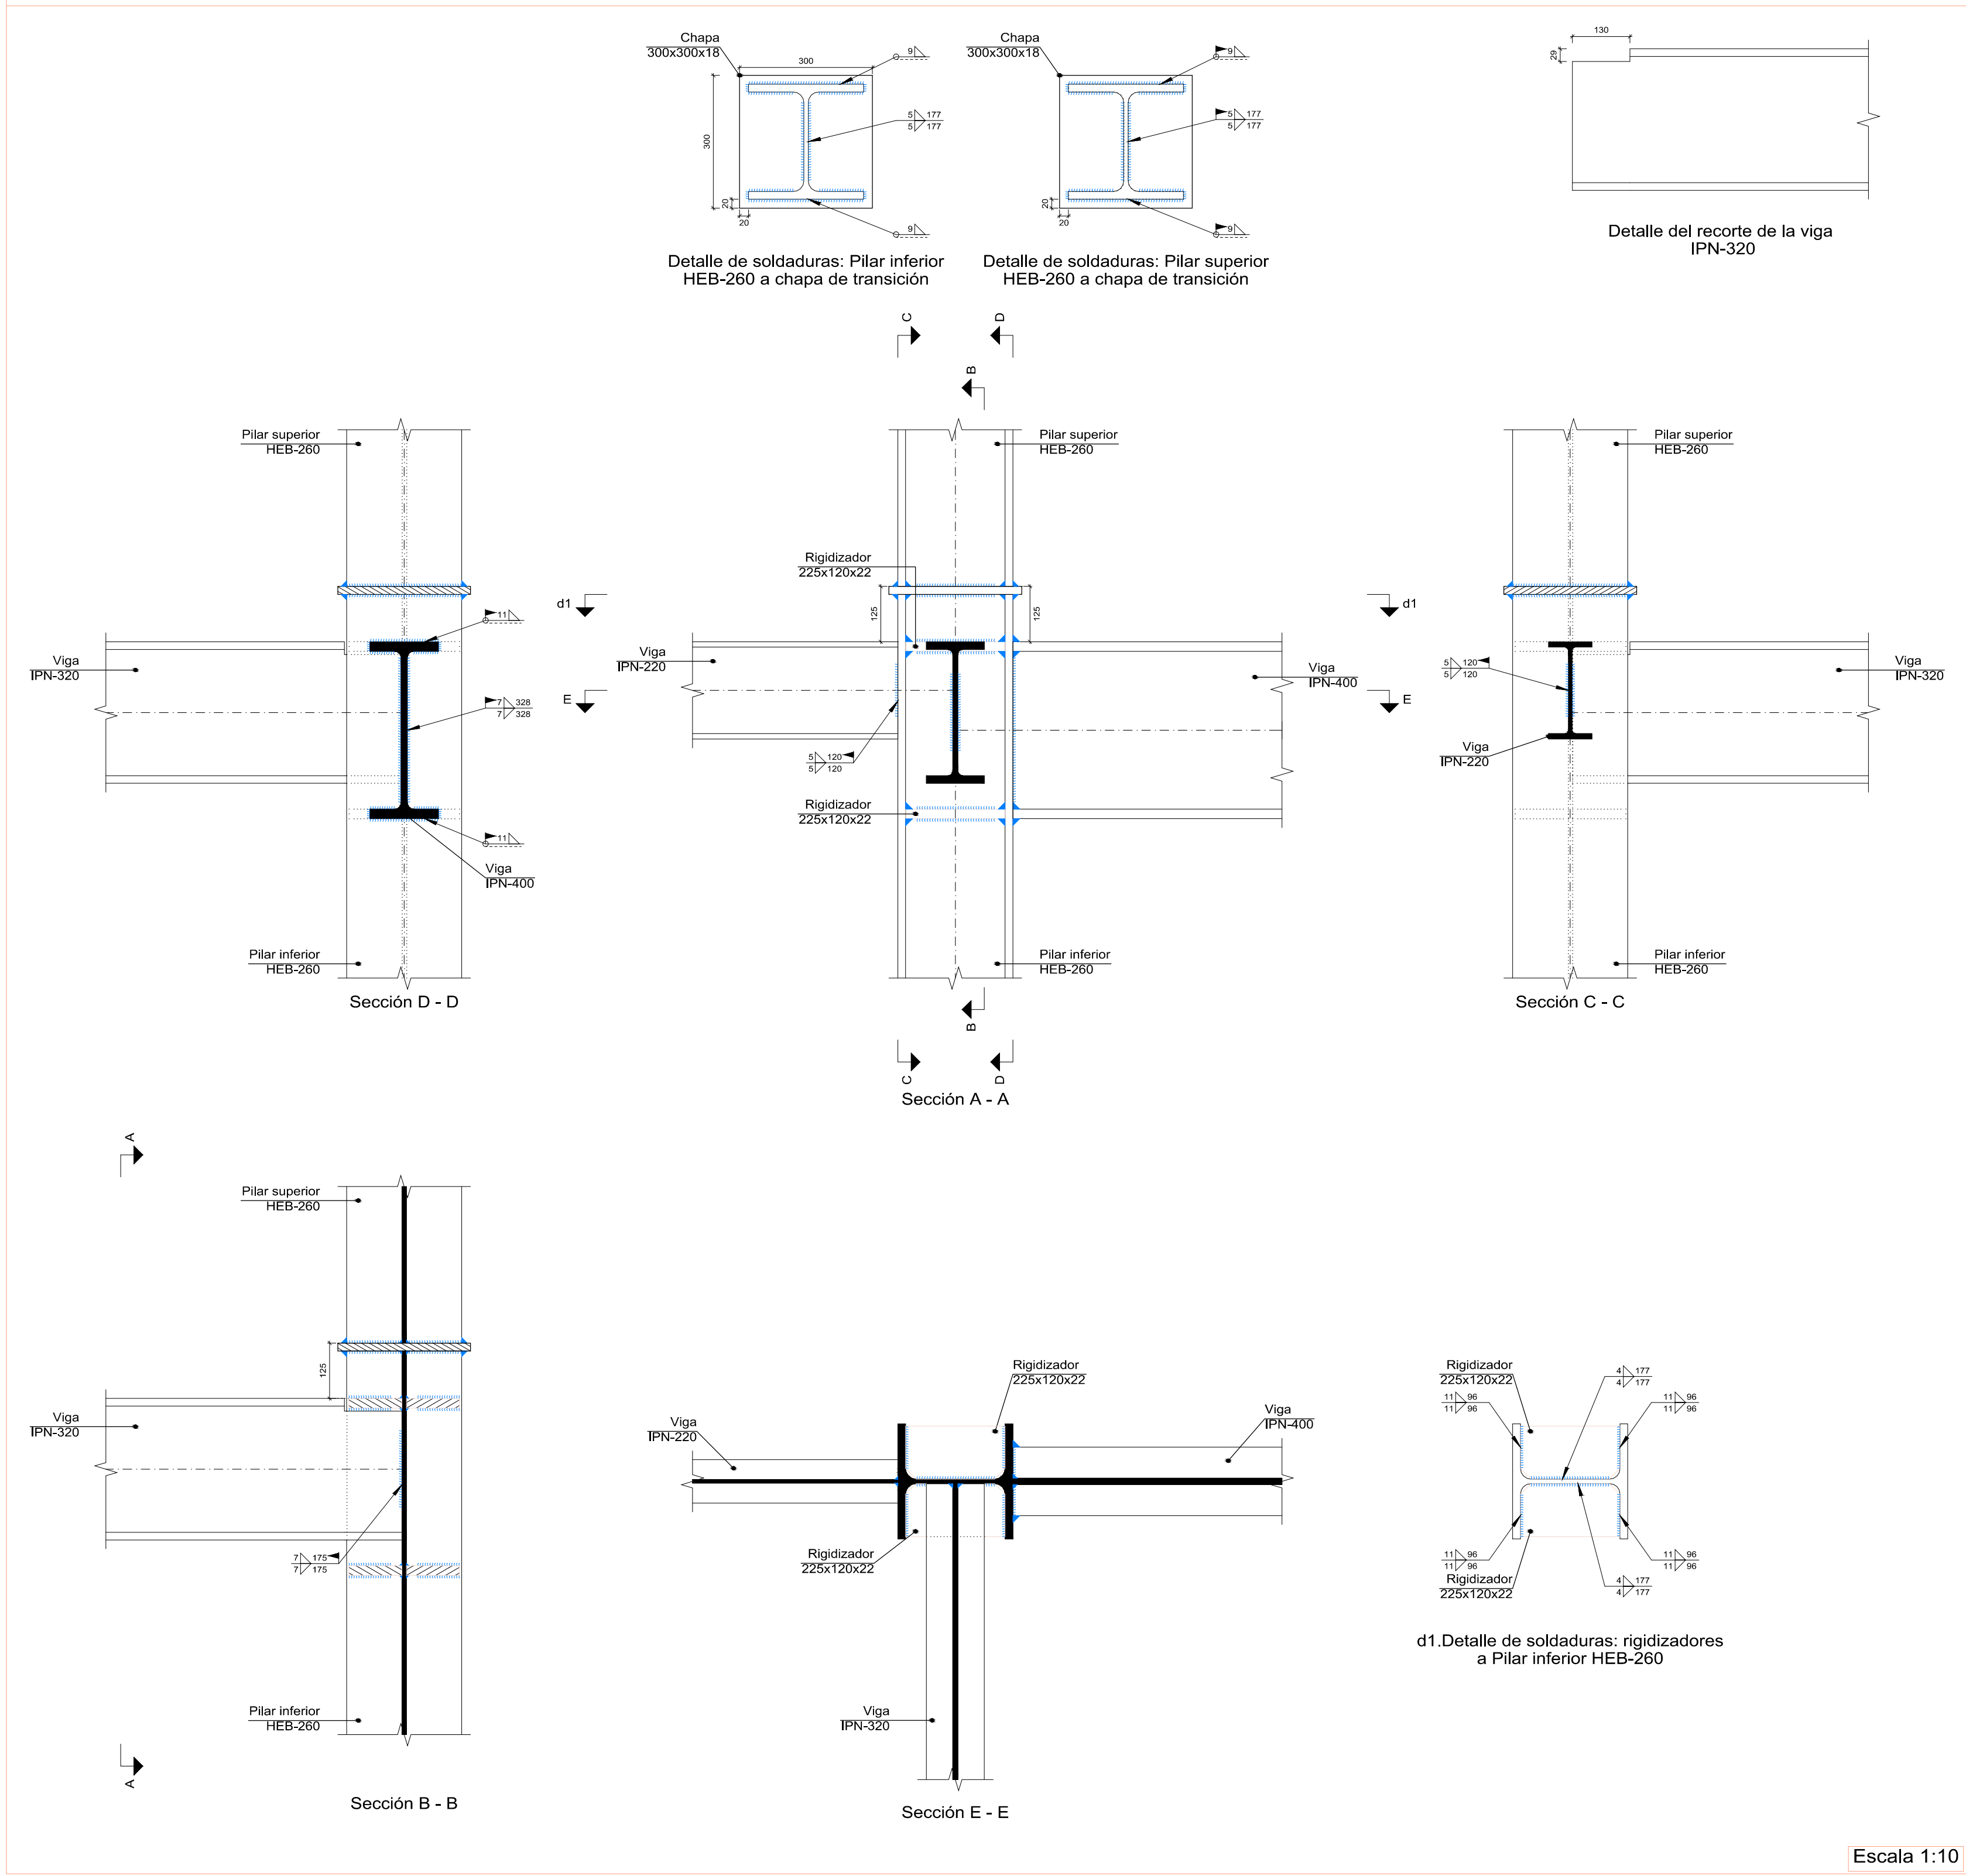 Chapa
300x300x18
300
300
20
20
9
5 177
5 177
9
Detalle de soldaduras: Pilar inferior
HEB-260 a chapa de transición
Chapa
300x300x18
20
20
9
5 177
5 177
9
Detalle de soldaduras: Pilar superior
HEB-260 a chapa de transición
130
29
Detalle del recorte de la viga
IPN-320
Pilar superior
HEB-260
Viga
IPN-320
11
7 328
7 328
11
Viga
IPN-400
Pilar inferior
HEB-260
Sección D - D
C
D
B
Pilar superior
HEB-260
Rigidizador
225x120x22
d1
d1
125
125
Viga
IPN-220
Viga
IPN-400
E
E
5 120
5 120
Rigidizador
225x120x22
Pilar inferior
HEB-260
B
C
D
Sección A - A
Pilar superior
HEB-260
5 120
5 120
Viga
IPN-320
Viga
IPN-220
Pilar inferior
HEB-260
Sección C - C
A
Pilar superior
HEB-260
125
Viga
IPN-320
7 175
7 175
Pilar inferior
HEB-260
A
Sección B - B
Rigidizador
225x120x22
Viga
IPN-220
Viga
IPN-400
Rigidizador
225x120x22
Viga
IPN-320
Sección E - E
Rigidizador
225x120x22
4 177
4 177
11 96
11 96
11 96
11 96
11 96
11 96
11 96
11 96
Rigidizador
225x120x22
4 177
4 177
d1.Detalle de soldaduras: rigidizadores
a Pilar inferior HEB-260
Escala 1:10